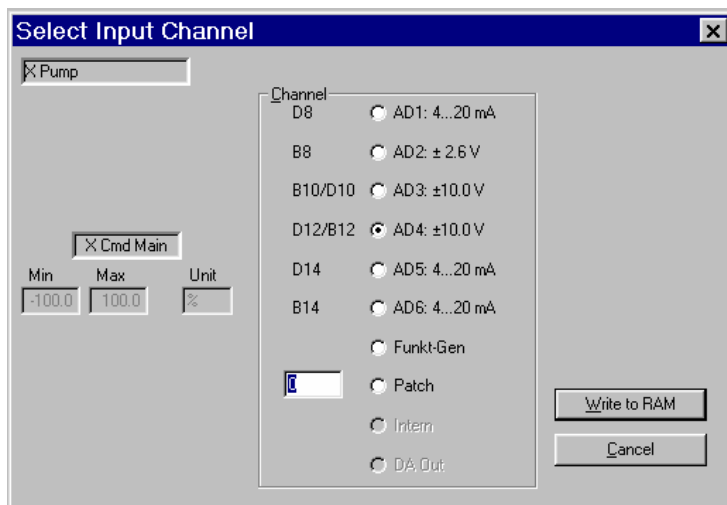 Select Input Channel
X Pump
Channel
D8 AD1: 4...20 mA
B8 AD2: ± 2.6 V
B10/D10 AD3: ±10.0 V
D12/B12 AD4: ±10.0 V
D14 AD5: 4...20 mA
B14 AD6: 4...20 mA
Funkt-Gen
0 Patch
Intern
DA Out
X Cmd Main
Min Max Unit
-100.0 100.0 %
Write to RAM
Cancel